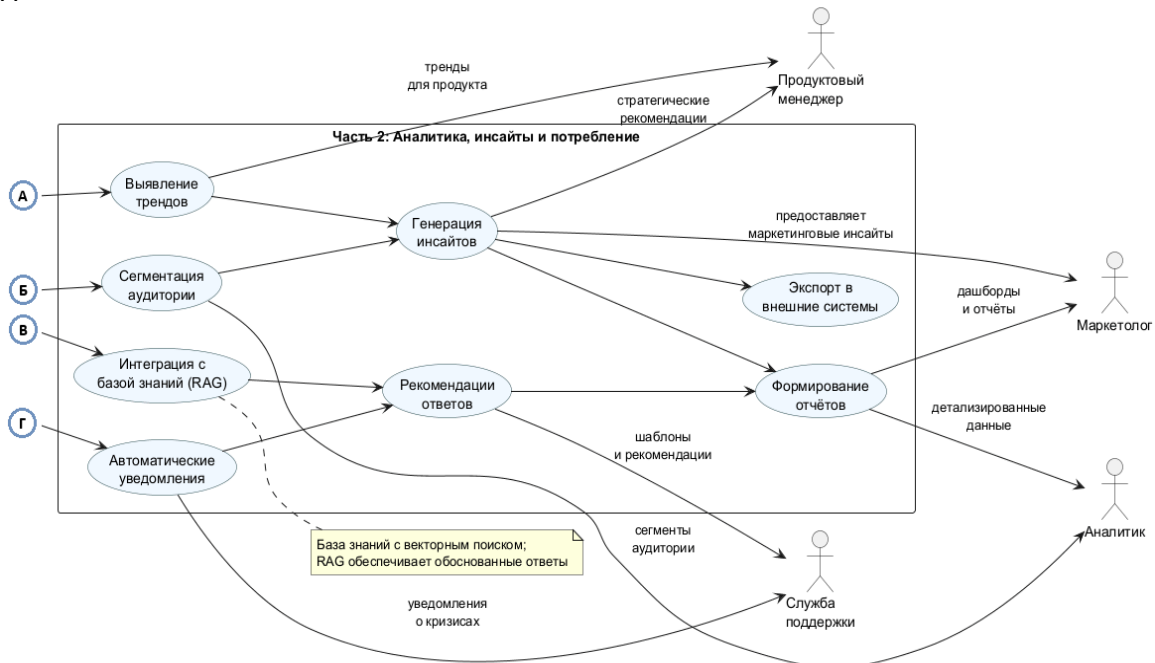 тренды
для продукта
Продуктовый
менеджер
стратегические
рекомендации
Часть 2: Аналитика, инсайты и потребление
А
Выявление
трендов
Генерация
инсайтов
предоставляет
маркетинговые инсайты
Б
Сегментация
аудитории
Экспорт в
внешние системы
дашборды
и отчёты
Маркетолог
В
Интеграция с
базой знаний (RAG)
Рекомендации
ответов
Формирование
отчётов
детализированные
данные
Г
Автоматические
уведомления
шаблоны
и рекомендации
Аналитик
База знаний с векторным поиском;
RAG обеспечивает обоснованные ответы
сегменты
аудитории
уведомления
о кризисах
Служба
поддержки